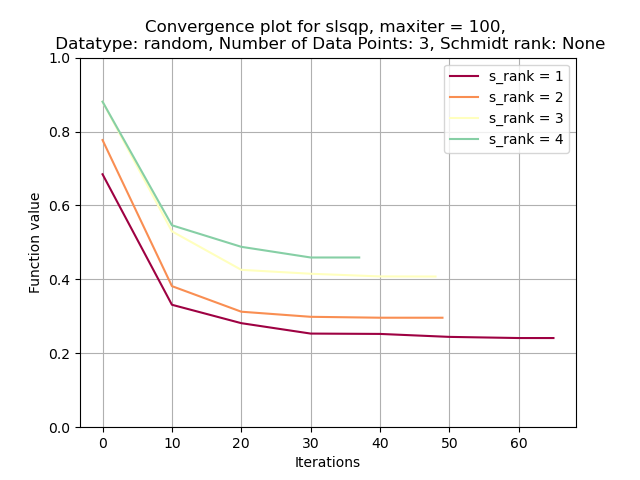 Convergence plot for slsqp, maxiter = 100,
Datatype: random, Number of Data Points: 3, Schmidt rank: None
s_rank = 1
s_rank = 2
s_rank = 3
s_rank = 4
Function value
1.0
0.8
0.6
0.4
0.2
0.0
0 10 20 30 40 50 60
Iterations